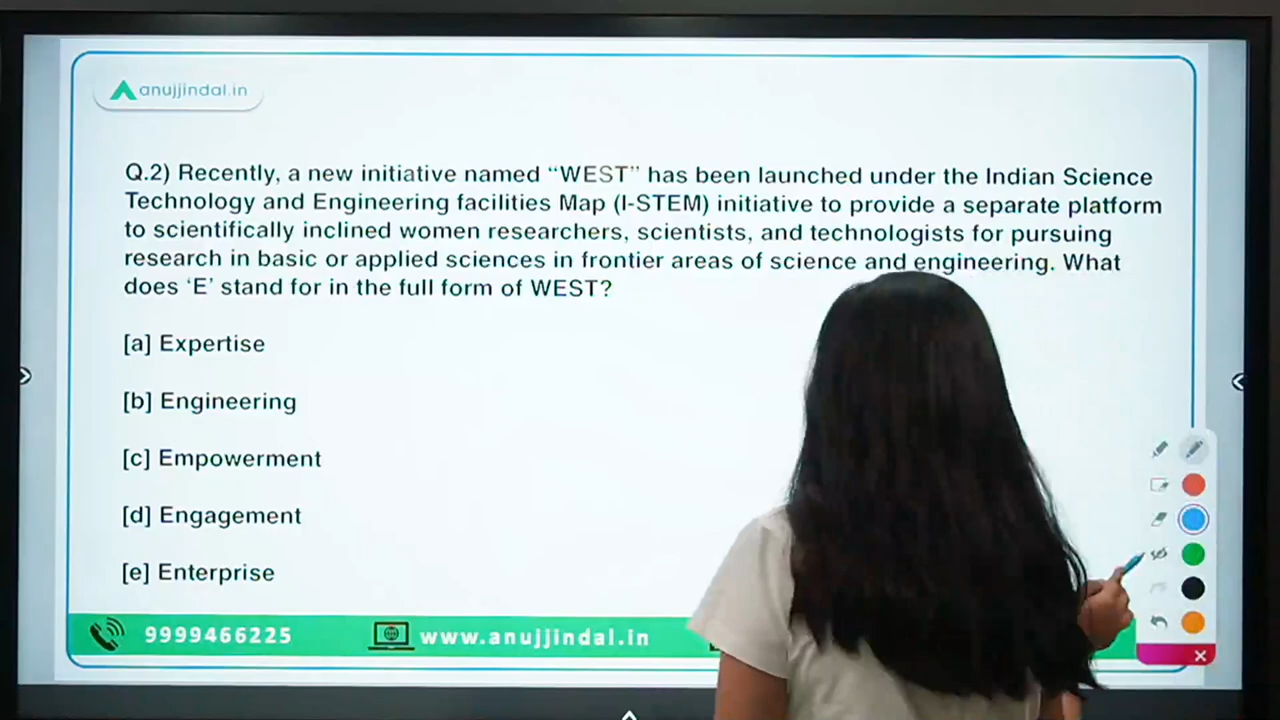 anujjindal.in
Q.2) Recently, a new initiative named “WEST” has been launched under the Indian Science
Technology and Engineering facilities Map (I-STEM) initiative to provide a separate platform
to scientifically inclined women researchers, scientists, and technologists for pursuing
research in basic or applied sciences in frontier areas of science and engineering. What
does ‘E’ stand for in the full form of WEST?
[a] Expertise
[b] Engineering
[c] Empowerment
[d] Engagement
[e] Enterprise
9999466225 www.anujjindal.in